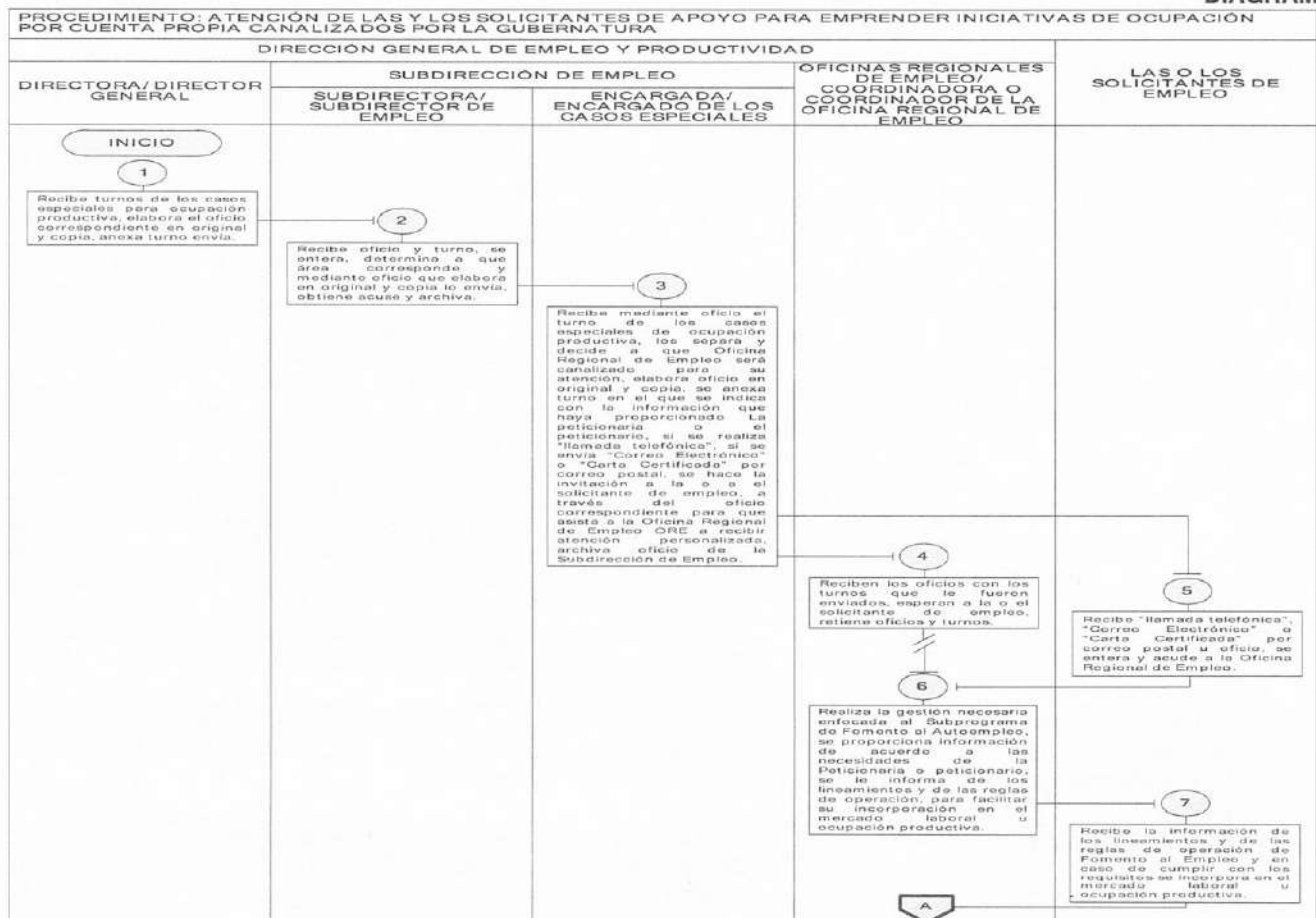 DIAGRAM
PROCEDIMIENTO: ATENCIÓN DE LAS Y LOS SOLICITANTES DE APOYO PARA EMPRENDER INICIATIVAS DE OCUPACIÓN
POR CUENTA PROPIA CANALIZADOS POR LA GUBERNATURA
DIRECCIÓN GENERAL DE EMPLEO Y PRODUCTIVIDAD
DIRECTORA/DIRECTOR
GENERAL
SUBDIRECCIÓN DE EMPLEO
SUBDIRECTORA/
SUBDIRECTOR DE
EMPLEO
ENCARGADA/
ENCARGADO DE LOS
CASOS ESPECIALES
OFICINAS REGIONALES
DE EMPLEO/
COORDINADORA O
COORDINADOR DE LA
OFICINA REGIONAL DE
EMPLEO
LAS O LOS
SOLICITANTES DE
EMPLEO
INICIO
1
Recibe turnos de los casos
especiales para ocupación
productiva, elabora el oficio
correspondiente en original
y copia, anexa turno envía.
2
Recibe oficio y turno, se
entera, determina a que
área corresponde y
mediante oficio que elabora
en original y copia lo envía,
obtiene acuse y archiva.
3
Recibe mediante oficio el
turno de los casos
especiales de ocupación
productiva, los separa y
decide a que Oficina
Regional de Empleo será
canalizado para su
atención, elabora oficio en
original y copia, se anexa
turno en el que se indica
con la información que
haya proporcionado La
peticionaria o el
peticionario, si se realiza
"llamada telefónica", si se
envía "Correo Electrónico"
o "Carta Certificada" por
correo postal, se hace la
invitación a la o a el
solicitante de empleo, a
través del oficio
correspondiente para que
asista a la Oficina Regional
de Empleo ORE a recibir
atención personalizada,
archiva oficio de la
Subdirección de Empleo.
4
Reciben los oficios con los
turnos que le fueron
enviados, esperan a la o el
solicitante de empleo,
retiene oficios y turnos.
5
Recibe "llamada telefónica",
"Correo Electrónico" o
"Carta Certificada" por
correo postal u oficio, se
entera y acude a la Oficina
Regional de Empleo.
6
Realiza la gestión necesaria
enfocada al Subprograma
de Fomento al Autoempleo,
se proporciona información
de acuerdo a las
necesidades de la
Peticionaria o peticionario,
se le informa de los
lineamientos y de las reglas
de operación, para facilitar
su incorporación en el
mercado laboral u
ocupación productiva.
7
Recibe la información de
los lineamientos y de las
reglas de operación de
Fomento al Empleo y en
caso de cumplir con los
requisitos se incorpora en el
mercado laboral u
ocupación productiva.
A